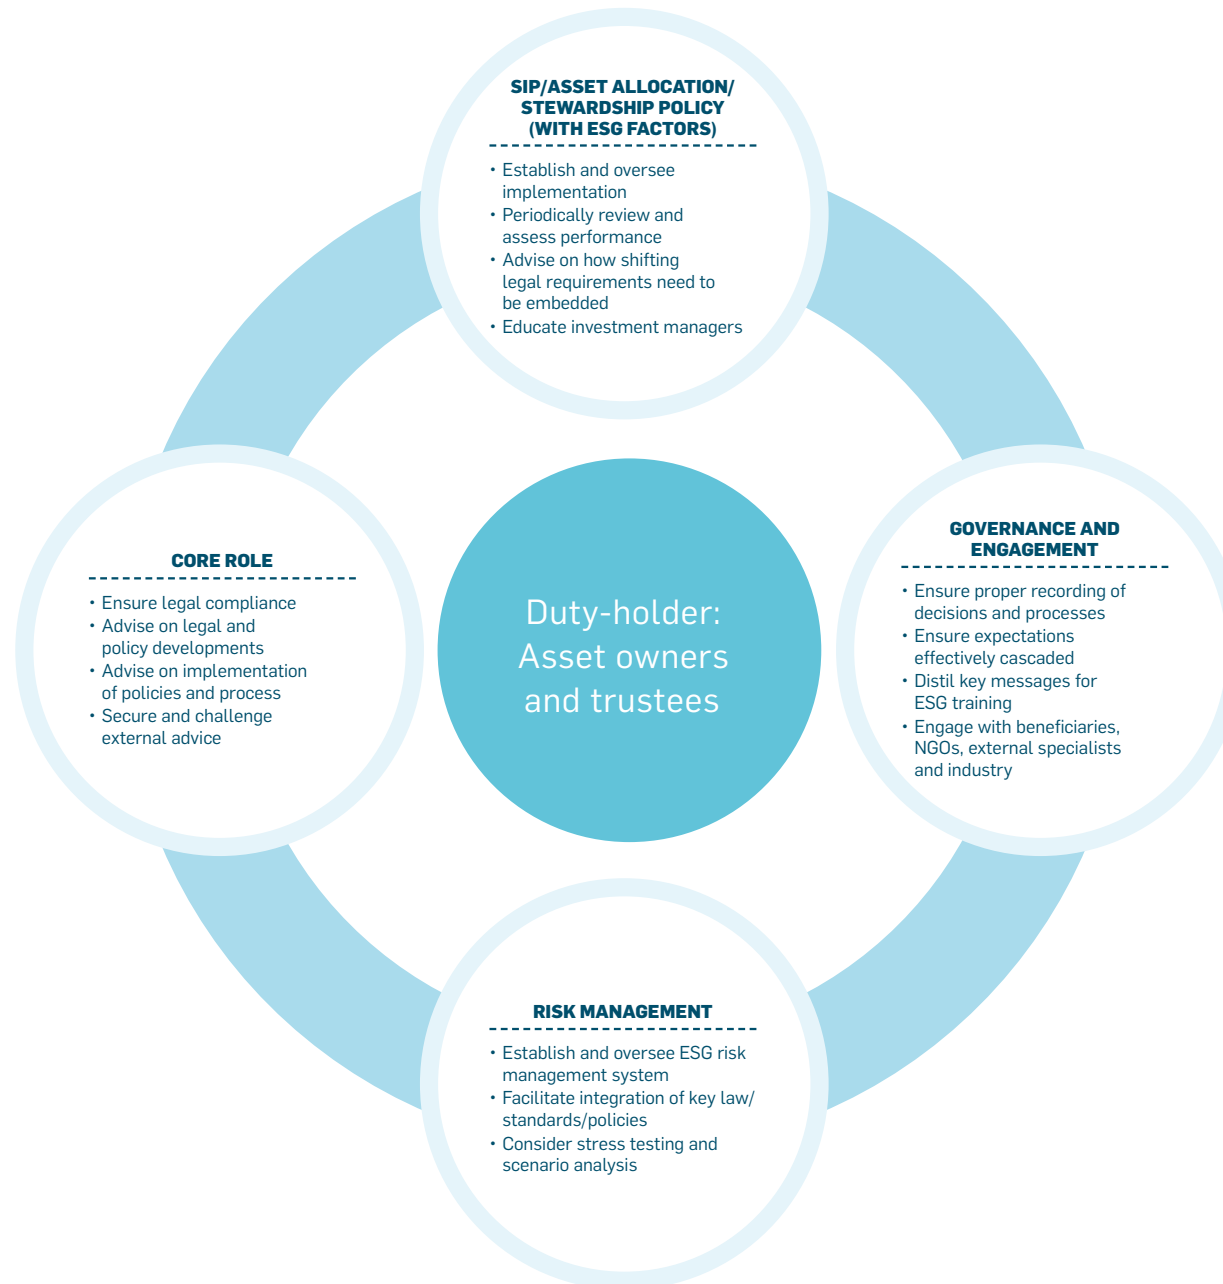 SIP/ASSET ALLOCATION/
STEWARDSHIP POLICY
(WITH ESG FACTORS)
• Establish and oversee
implementation
• Periodically review and
assess performance
• Advise on how shifting
legal requirements need to
be embedded
• Educate investment managers
CORE ROLE
• Ensure legal compliance
• Advise on legal and
policy developments
• Advise on implementation
of policies and process
• Secure and challenge
external advice
Duty-holder:
Asset owners
and trustees
GOVERNANCE AND
ENGAGEMENT
• Ensure proper recording of
decisions and processes
• Ensure expectations
effectively cascaded
• Distil key messages for
ESG training
• Engage with beneficiaries,
NGOs, external specialists
and industry
RISK MANAGEMENT
• Establish and oversee ESG risk
management system
• Facilitate integration of key law/
standards/policies
• Consider stress testing and
scenario analysis